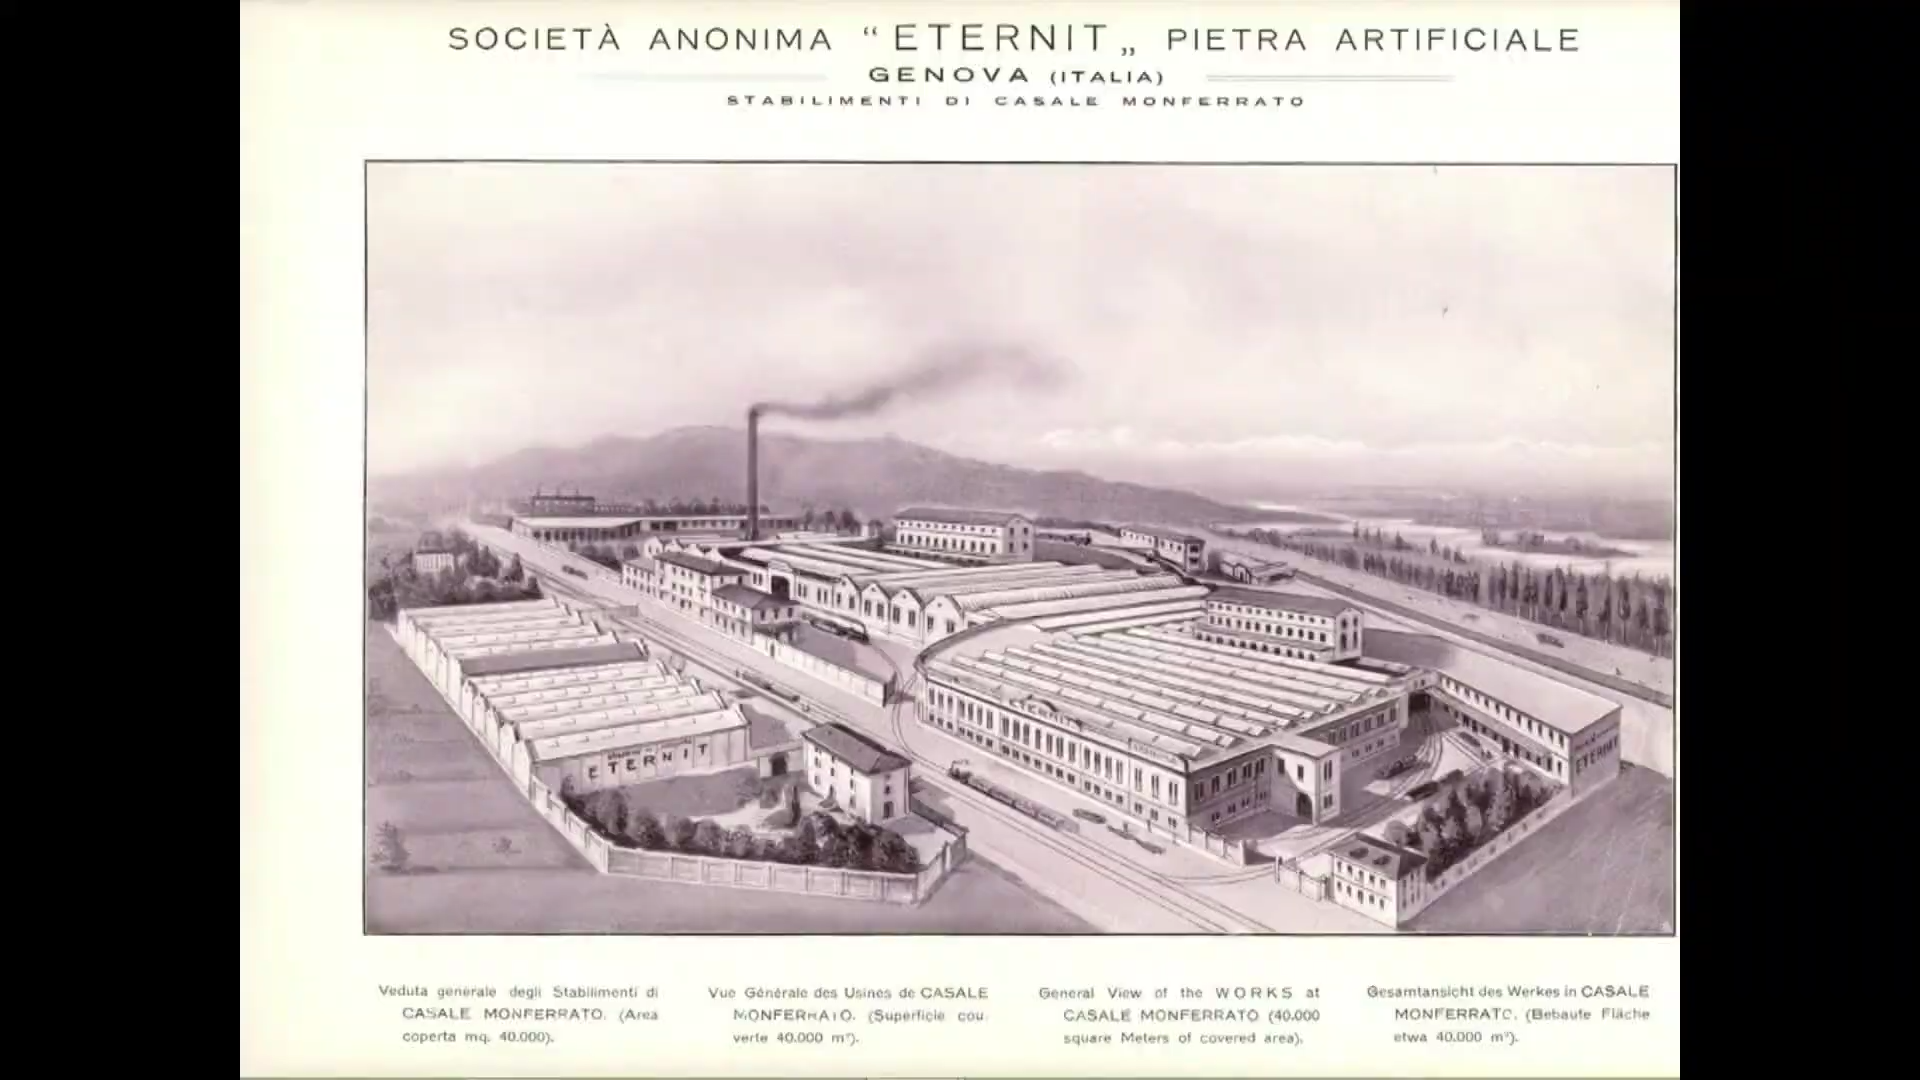 SOCIETÀ ANONIMA “ETERNIT„ PIETRA ARTIFICIALE
GENOVA (ITALIA)
STABILIMENTI DI CASALE MONFERRATO
ETERNIT
ETERNIT
ETERNIT
Veduta generale degli Stabilimenti di
CASALE MONFERRATO. (Area
coperta mq. 40.000).
Vue Générale des Usines de CASALE
MONFERRATO. (Superficie cou.
verte 40.000 m²).
General View of the WORKS at
CASALE MONFERRATO (40.000
square Meters of covered area).
Gesamtansicht des Werkes in CASALE
MONFERRATO. (Bebaute Fläche
etwa 40.000 m²).